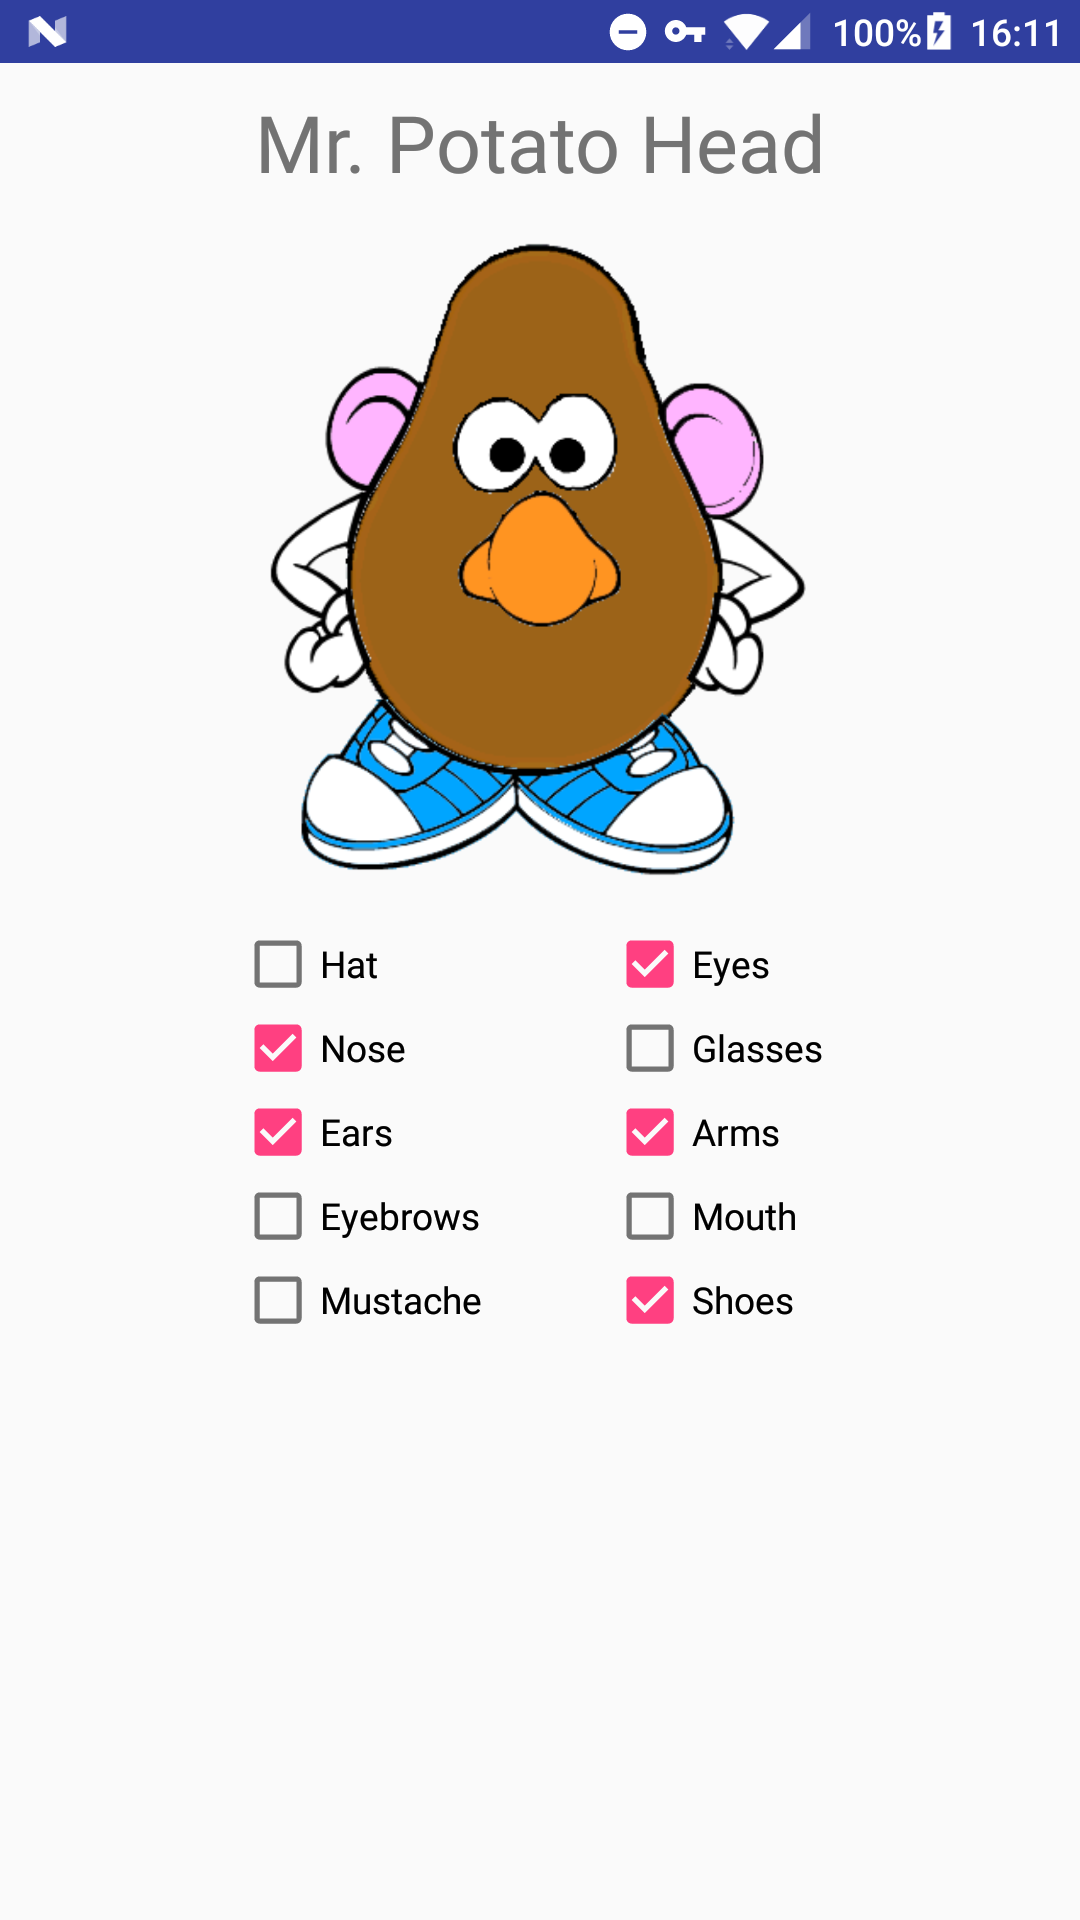 100% 16:11
Mr. Potato Head
Hat Eyes
Nose Glasses
Ears Arms
Eyebrows Mouth
Mustache Shoes